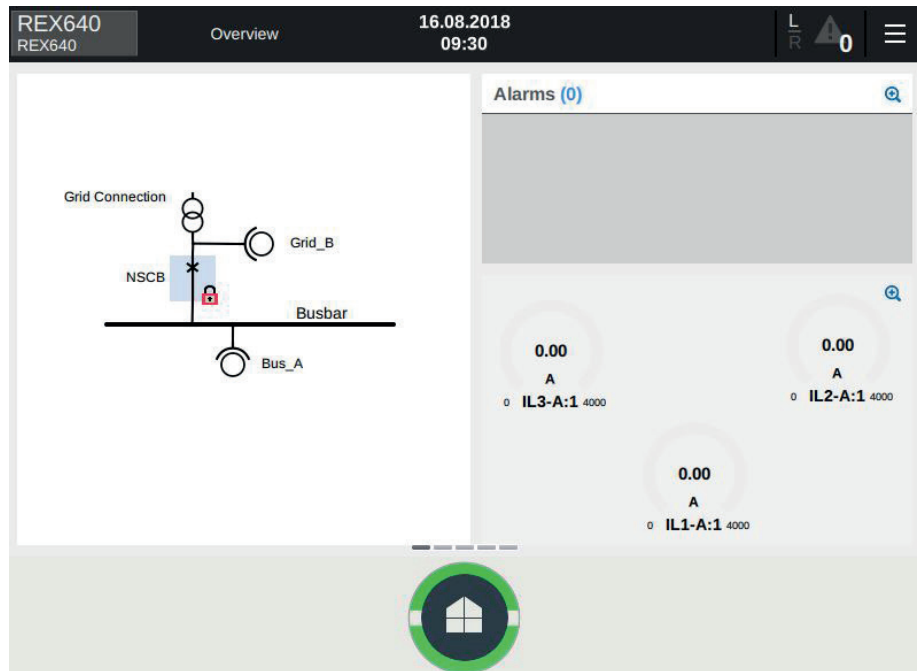 REX640
REX640
Overview
16.08.2018
09:30
L
R
0
Alarms (0)
Grid Connection
Grid_B
NSCB
Busbar
Bus_A
0.00
A
0 IL3-A:1 4000
0.00
A
0 IL2-A:1 4000
0.00
A
0 IL1-A:1 4000